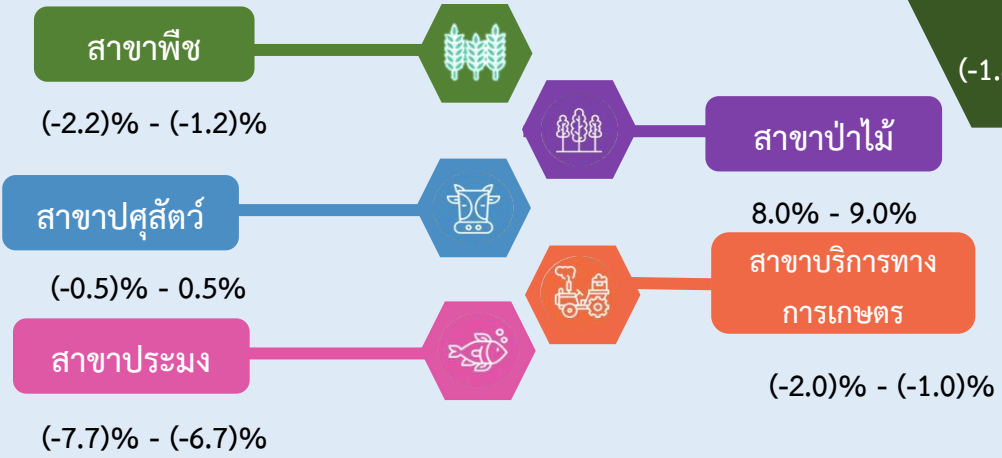 สาขาพืช
(-2.2)% - (-1.2)%
สาขาปศุสัตว์
(-0.5)% - 0.5%
สาขาประมง
(-7.7)% - (-6.7)%
(-1.
สาขาป่าไม้
8.0% - 9.0%
สาขาบริการทาง
การเกษตร
(-2.0)% - (-1.0)%